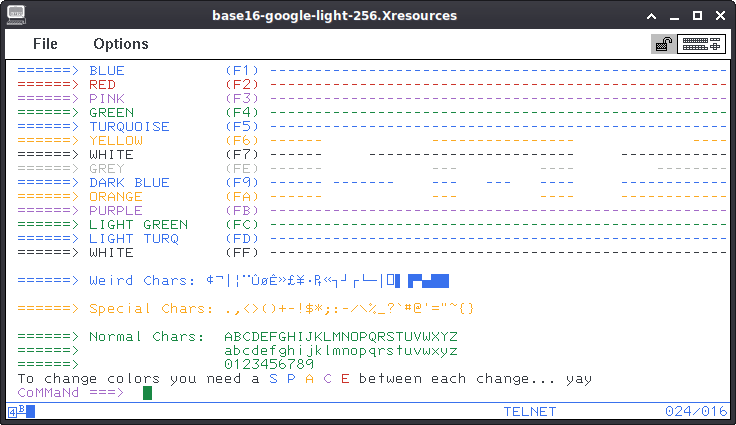 base16-google-light-256.Xresources
File Options
======> BLUE (F1) ---------------------------------------------------
======> RED (F2) ---------------------------------------------------
======> PINK (F3) ---------------------------------------------------
======> GREEN (F4) ---------------------------------------------------
======> TURQUOISE (F5) ---------------------------------------------------
======> YELLOW (F6) ------ ---------------- ----
======> WHITE (F7) ------ ---------------- ------------
======> GREY (FE)
======> DARK BLUE (F9) ------ ------- --- --- ---- ------------
======> ORANGE (FA)
======> PURPLE (FB) ---------------------------------------------------
======> LIGHT GREEN (FC) ---------------------------------------------------
======> LIGHT TURQ (FD) ---------------------------------------------------
======> WHITE (FF) ---------------------------------------------------
======> Weird Chars: ¢¬|¦¨ÛøÊ»£¥·₧«┐┘┌└─│
======> Special Chars: .,<>()+-!$*;:-/\%_?`#@'="~{}
======> Normal Chars: ABCDEFGHIJKLMNOPQRSTUVWXYZ
======> abcdefghijklmnopqrstuvwxyz
======> 0123456789
To change colors you need a S P A C E between each change... yay
CoMMaNd ===>
4B TELNET 024/016